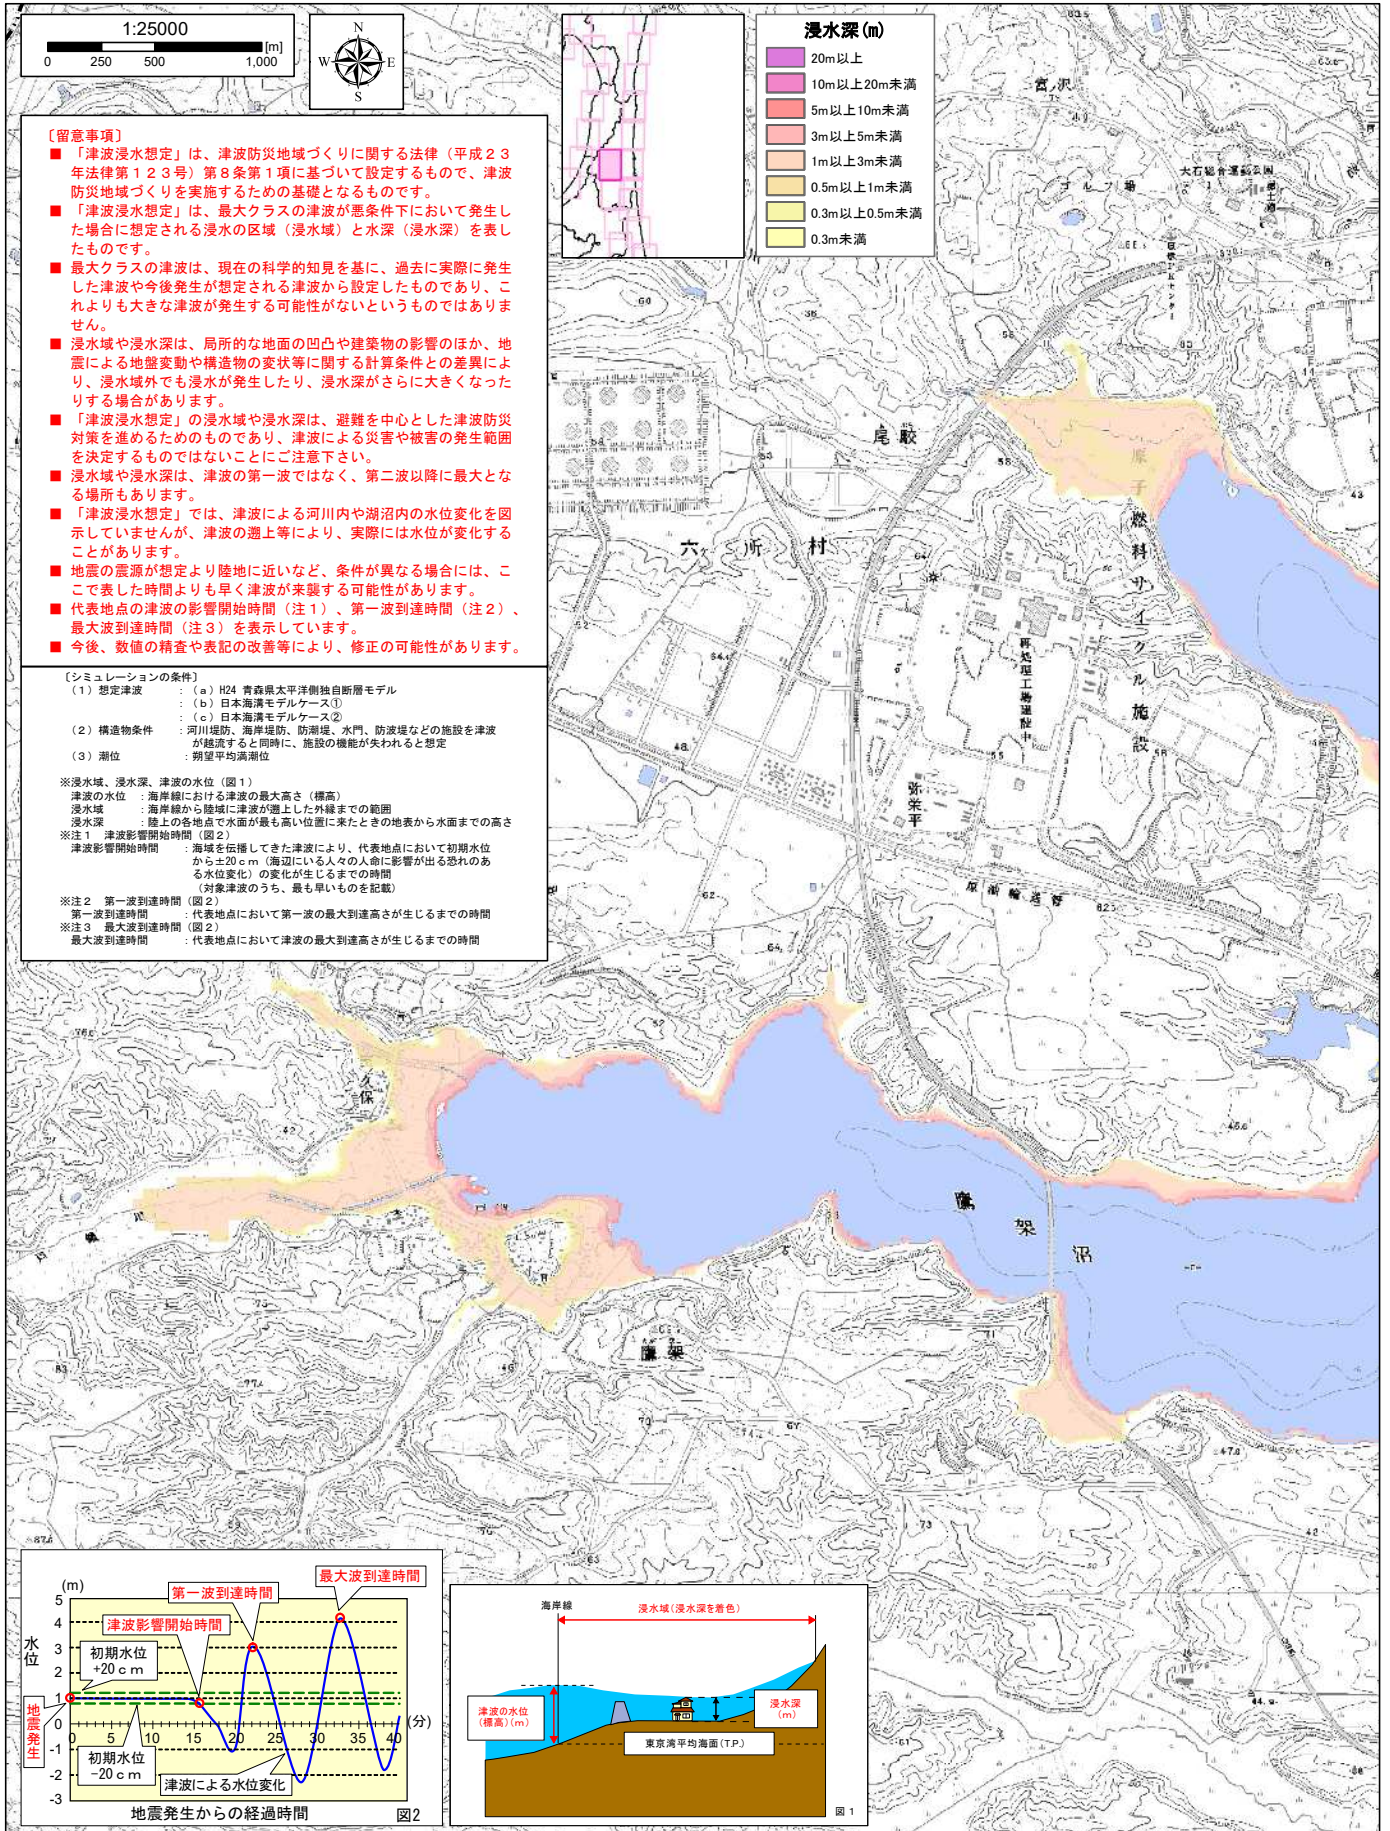 1:25000
[m]
0 250 500 1,000
N
W E
S
浸水深(m)
20m以上
10m以上20m未満
5m以上10m未満
3m以上5m未満
1m以上3m未満
0.5m以上1m未満
0.3m以上0.5m未満
0.3m未満
〔留意事項〕
■ 「津波浸水想定」は、津波防災地域づくりに関する法律（平成２３
年法律第１２３号）第８条第１項に基づいて設定するもので、津波
防災地域づくりを実施するための基礎となるものです。
■ 「津波浸水想定」は、最大クラスの津波が悪条件下において発生し
た場合に想定される浸水の区域（浸水域）と水深（浸水深）を表し
たものです。
■ 最大クラスの津波は、現在の科学的知見を基に、過去に実際に発生
した津波や今後発生が想定される津波から設定したものであり、こ
れよりも大きな津波が発生する可能性がないというものではありま
せん。
■ 浸水域や浸水深は、局所的な地面の凹凸や建築物の影響のほか、地
震による地盤変動や構造物の変状等に関する計算条件との差異によ
り、浸水域外でも浸水が発生したり、浸水深がさらに大きくなった
りする場合があります。
■ 「津波浸水想定」の浸水域や浸水深は、避難を中心とした津波防災
対策を進めるためのものであり、津波による災害や被害の発生範囲
を決定するものではないことにご注意下さい。
■ 浸水域や浸水深は、津波の第一波ではなく、第二波以降に最大とな
る場所もあります。
■ 「津波浸水想定」では、津波による河川内や湖沼内の水位変化を図
示していませんが、津波の遡上等により、実際には水位が変化する
ことがあります。
■ 地震の震源が想定より陸地に近いなど、条件が異なる場合には、こ
こで表した時間よりも早く津波が来襲する可能性があります。
■ 代表地点の津波の影響開始時間（注１）、第一波到達時間（注２）、
最大波到達時間（注３）を表示しています。
■ 今後、数値の精査や表記の改善等により、修正の可能性があります。
〔シミュレーションの条件〕
（１）想定津波 ：（ａ）H24 青森県太平洋側独自断層モデル
：（ｂ）日本海溝モデルケース①
：（ｃ）日本海溝モデルケース②
（２）構造物条件 ：河川堤防、海岸堤防、防潮堤、水門、防波堤などの施設を津波
が越流すると同時に、施設の機能が失われると想定
（３）潮位 ：朔望平均満潮位
※浸水域、浸水深、津波の水位（図１）
津波の水位 ：海岸線における津波の最大高さ（標高）
浸水域 ：海岸線から陸域に津波が遡上した外縁までの範囲
浸水深 ：陸上の各地点で水面が最も高い位置に来たときの地表から水面までの高さ
※注１ 津波影響開始時間（図２）
津波影響開始時間 ：海域を伝播してきた津波により、代表地点において初期水位
から±20ｃｍ（海辺にいる人々の人命に影響が出る恐れのあ
る水位変化）の変化が生じるまでの時間
（対象津波のうち、最も早いものを記載）
※注２ 第一波到達時間（図２）
第一波到達時間 ：代表地点において第一波の最大到達高さが生じるまでの時間
※注３ 最大波到達時間（図２）
最大波到達時間 ：代表地点において津波の最大到達高さが生じるまでの時間
ゴルフ場
大石総合運動公園
尾駮
六ヶ所村
原子燃料サイクル施設
再処理工場建設中
弥栄平
原油輸送管
久保
鷹架沼
鷹架
(m)
5
4
3
2
1
0
-1
-2
-3
水位
最大波到達時間
第一波到達時間
津波影響開始時間
初期水位
+20ｃｍ
地震発生
初期水位
-20ｃｍ
津波による水位変化
0 5 10 15 20 25 30 35 40
(分)
地震発生からの経過時間
図2
海岸線
浸水域(浸水深を着色)
津波の水位
(標高)(m)
浸水深
(m)
東京湾平均海面(T.P.)
図１